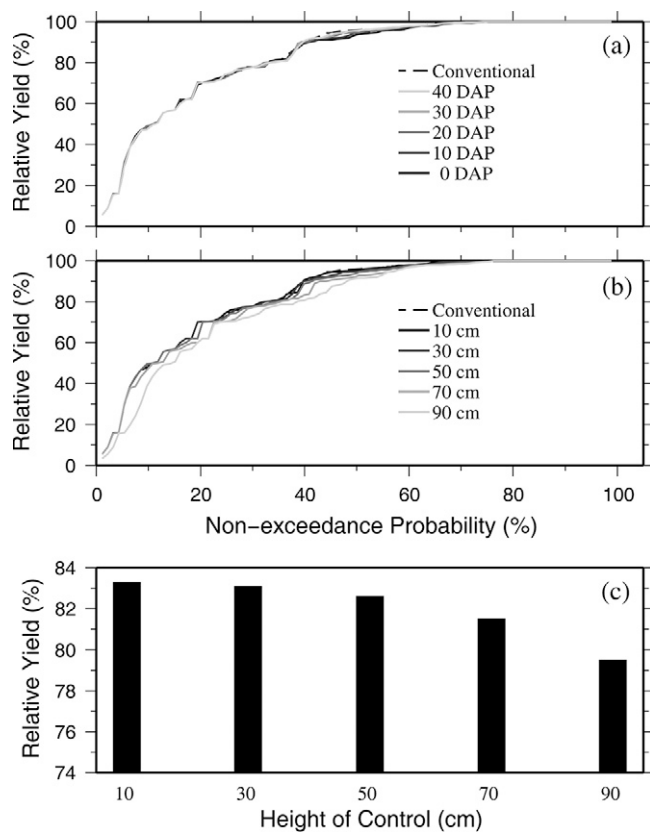 100
80
60
40
20
0
Relative Yield (%)
(a)
Conventional
40 DAP
30 DAP
20 DAP
10 DAP
0 DAP
100
80
60
40
20
0
Relative Yield (%)
(b)
Conventional
10 cm
30 cm
50 cm
70 cm
90 cm
0 20 40 60 80 100
Non-exceedance Probability (%)
84
82
80
78
76
74
Relative Yield (%)
(c)
10 30 50 70 90
Height of Control (cm)